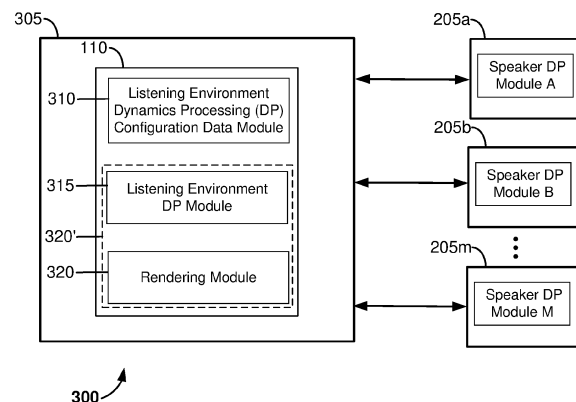 305
110
310
Listening Environment
Dynamics Processing (DP)
Configuration Data Module
315
Listening Environment
DP Module
320'
320
Rendering Module
300
205a
Speaker DP
Module A
205b
Speaker DP
Module B
205m
Speaker DP
Module M